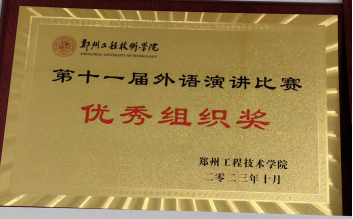 郑州工程技术学院
ZHENGZHOU UNIVERSITY OF TECHNOLOGY
第十一届外语演讲比赛
优秀组织奖
郑州工程技术学院
二零二三年十月